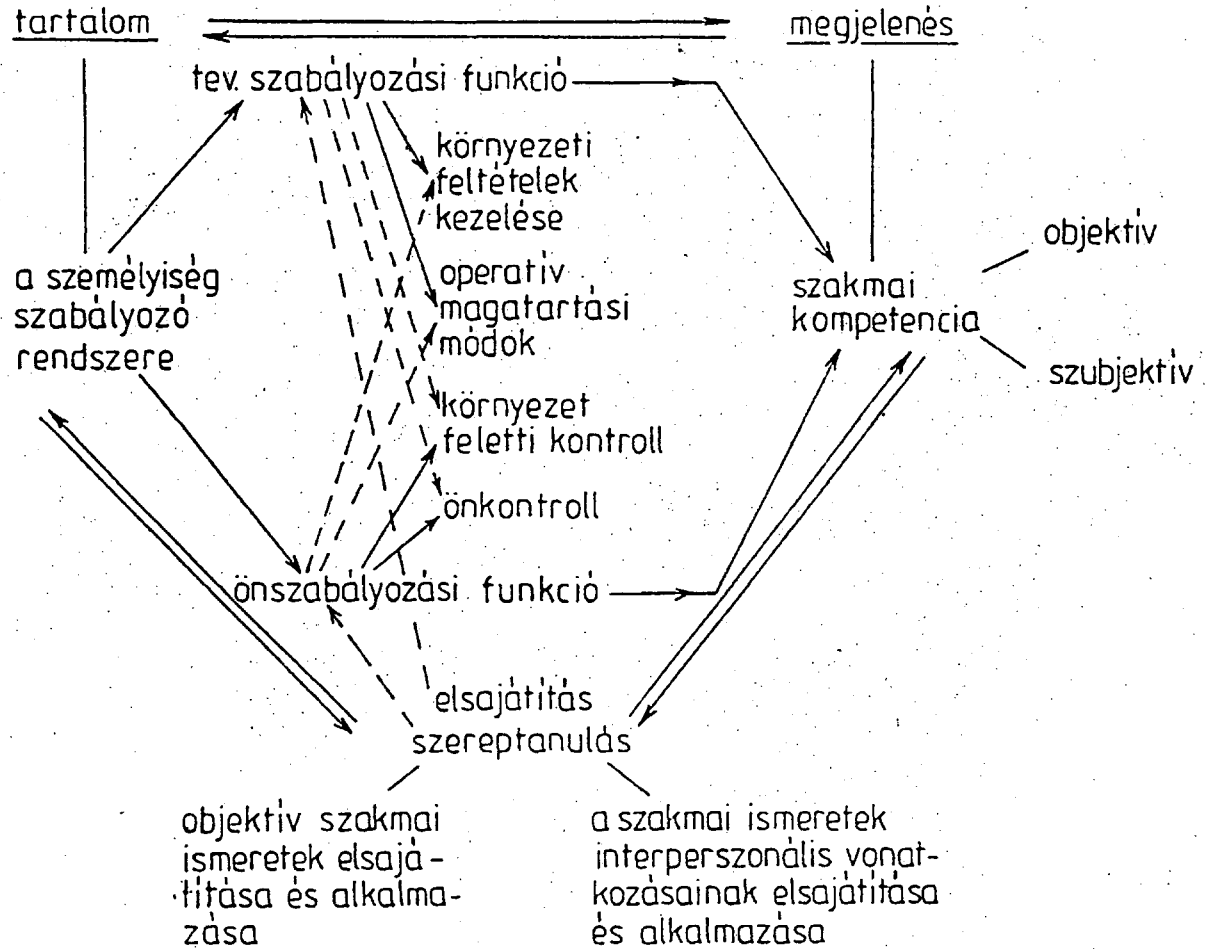 tartalom
megjelenés
tev. szabályozási funkció
környezeti
feltételek
kezelése
objektív
a személyiség
szabályozó
rendszere
operatív
magatartási
módok
szakmai
kompetencia
szubjektív
környezet
feletti kontroll
önkontroll
önszabályozási funkció
elsajátítás
szereptanulás
objektív szakmai
ismeretek elsajá-
títása és alkalma-
zása
a szakmai ismeretek
interperszonális vonat-
kozásainak elsajátítása
és alkalmazása